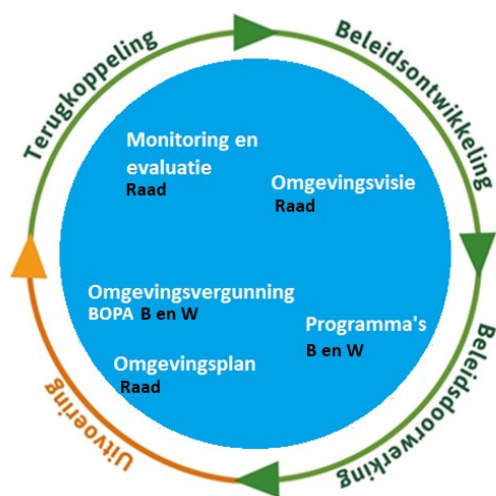 Terugkoppeling
Beleidsontwikkeling
Monitoring en
evaluatie
Raad
Omgevingsvisie
Raad
Omgevingsvergunning
BOPA B en W
Programma's
B en W
Omgevingsplan
Raad
Uitvoering
Beleidsdoorwerking